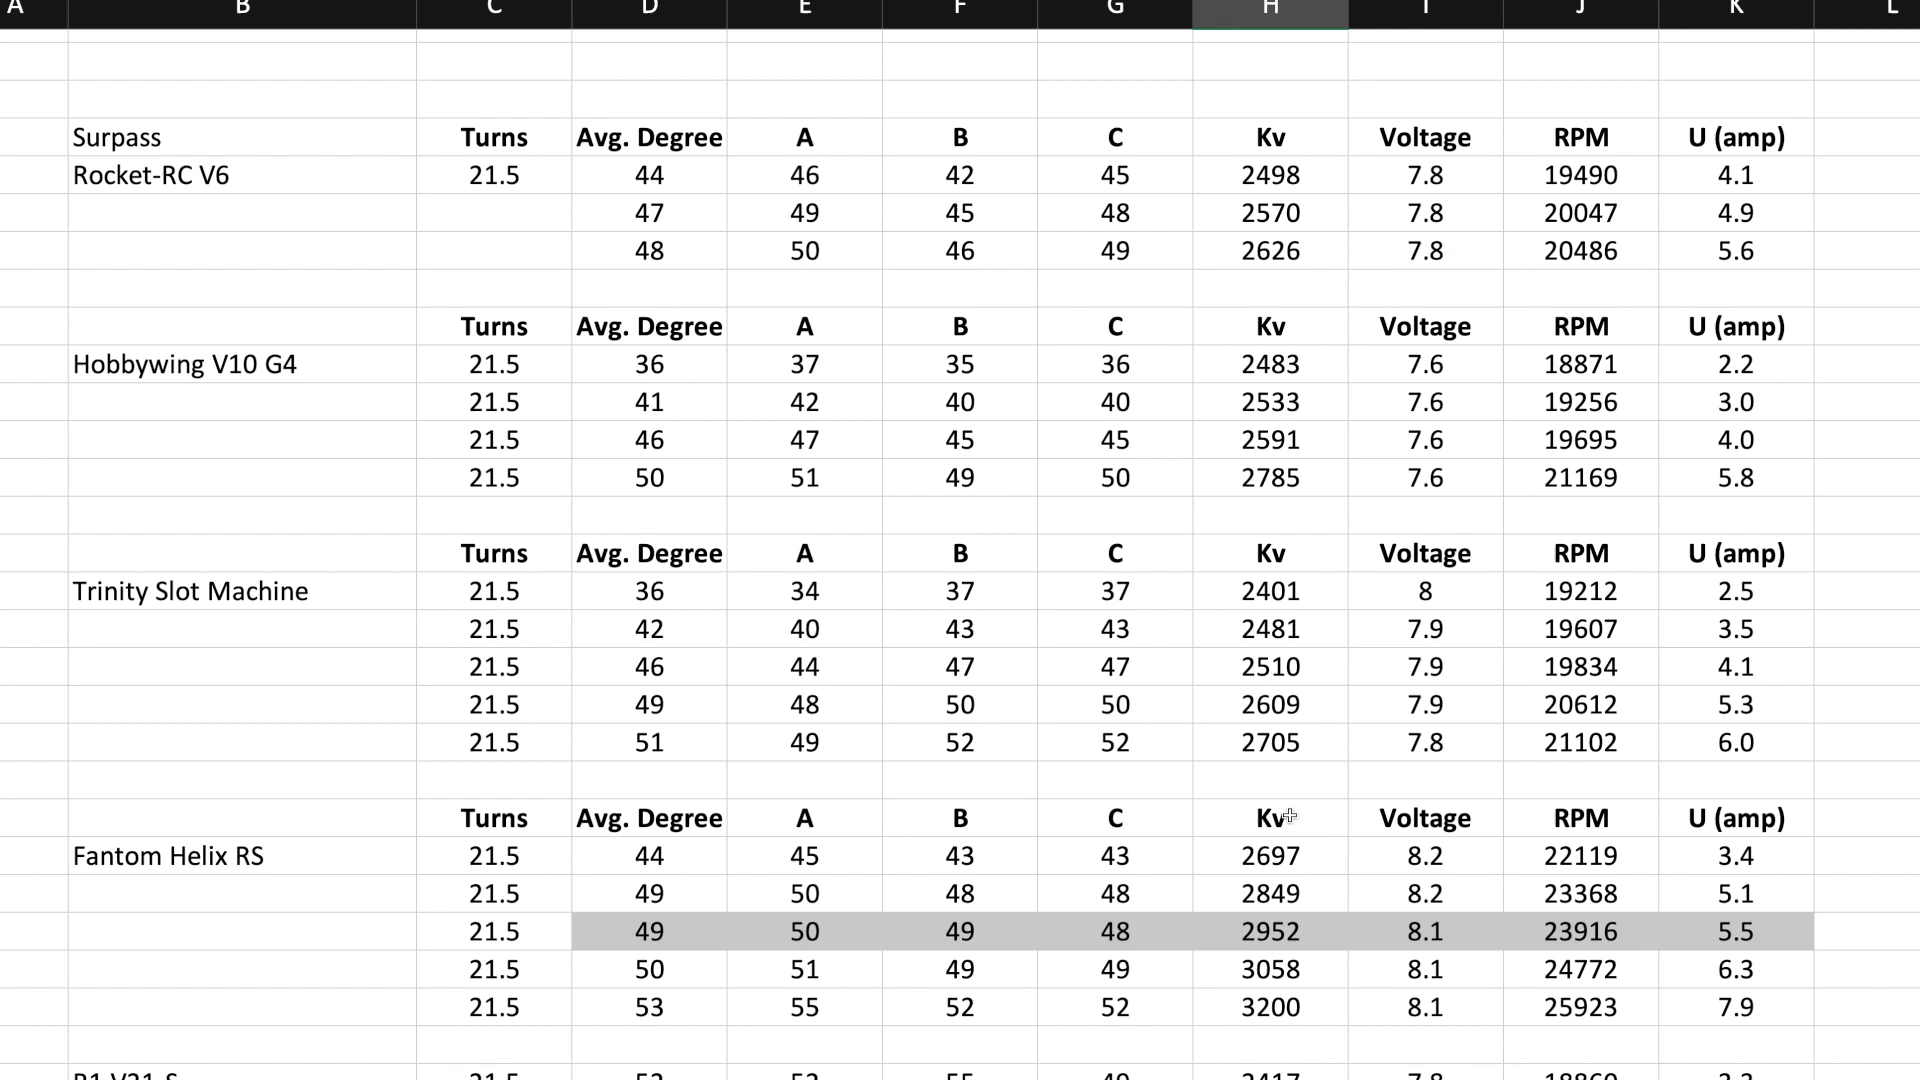 A B C D E F G H I J K L
Surpass Turns Avg. Degree A B C Kv Voltage RPM U (amp)
Rocket-RC V6 21.5 44 46 42 45 2498 7.8 19490 4.1
47 49 45 48 2570 7.8 20047 4.9
48 50 46 49 2626 7.8 20486 5.6
Turns Avg. Degree A B C Kv Voltage RPM U (amp)
Hobbywing V10 G4 21.5 36 37 35 36 2483 7.6 18871 2.2
21.5 41 42 40 40 2533 7.6 19256 3.0
21.5 46 47 45 45 2591 7.6 19695 4.0
21.5 50 51 49 50 2785 7.6 21169 5.8
Turns Avg. Degree A B C Kv Voltage RPM U (amp)
Trinity Slot Machine 21.5 36 34 37 37 2401 8 19212 2.5
21.5 42 40 43 43 2481 7.9 19607 3.5
21.5 46 44 47 47 2510 7.9 19834 4.1
21.5 49 48 50 50 2609 7.9 20612 5.3
21.5 51 49 52 52 2705 7.8 21102 6.0
Turns Avg. Degree A B C Kv Voltage RPM U (amp)
Fantom Helix RS 21.5 44 45 43 43 2697 8.2 22119 3.4
21.5 49 50 48 48 2849 8.2 23368 5.1
21.5 49 50 49 48 2952 8.1 23916 5.5
21.5 50 51 49 49 3058 8.1 24772 6.3
21.5 53 55 52 52 3200 8.1 25923 7.9